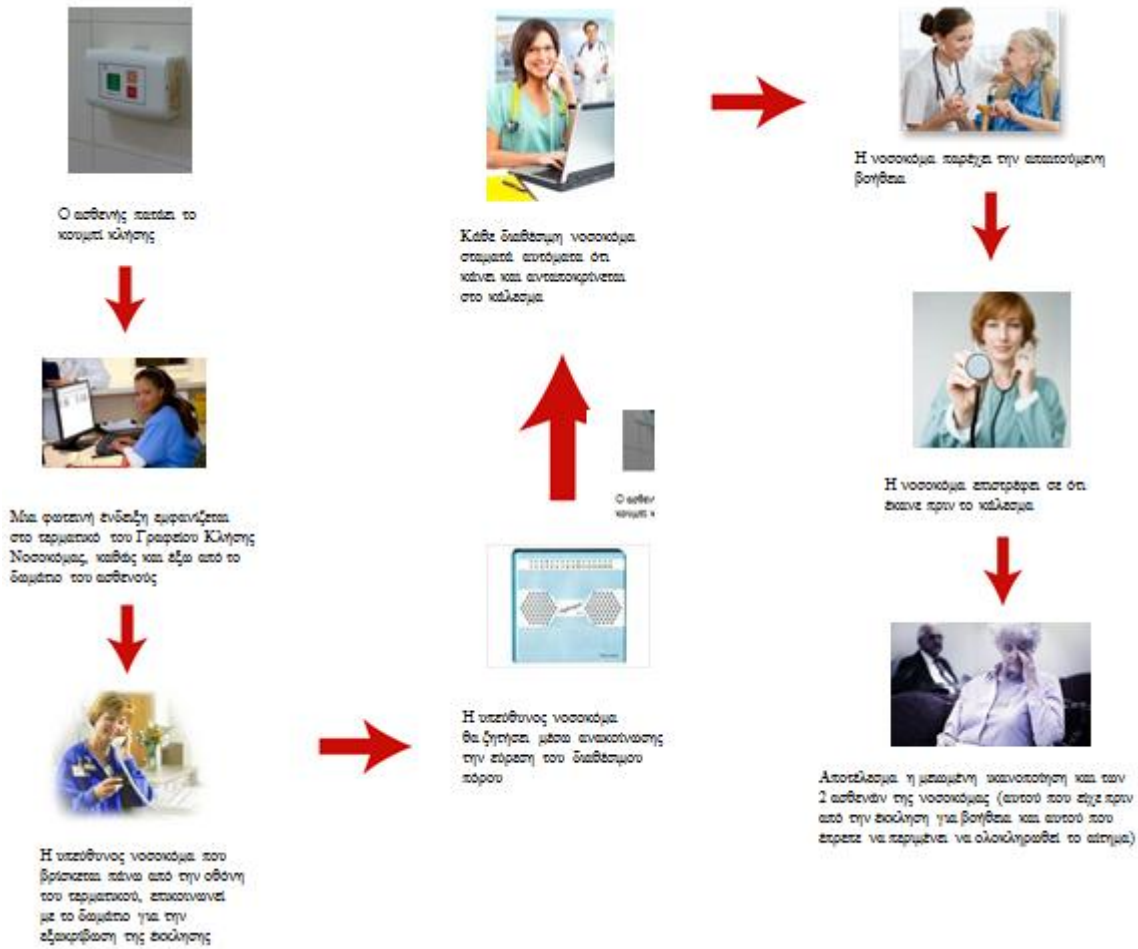 Ο ασθενής πατάει το
κουμπί κλήσης
Μια φωτεινή ένδειξη εμφανίζεται
στο τερματικό του Γραφείου Κλήσης
Νοσοκόμας, καθώς και έξω από το
δωμάτιο του ασθενούς
Η υπεύθυνος νοσοκόμα που
βρίσκεται πάνω από την οθόνη
του τερματικού, επικοινωνεί
με το δωμάτιο για την
εξακρίβωση της έκκλησης
Η υπεύθυνος νοσοκόμα
θα ζητήσει μέσω ανακοίνωσης
την εύρεση του διαθέσιμου
πόρου
Ο ασθεν
κουμπί κ
Κάθε διαθέσιμη νοσοκόμα
σταματά αυτόματα ότι
κάνει και ανταποκρίνεται
στο κάλεσμα
Η νοσοκόμα παρέχει την απαιτούμενη
βοήθεια
Η νοσοκόμα επιστρέφει σε ότι
έκανε πριν το κάλεσμα
Αποτέλεσμα η μειωμένη ικανοποίηση και των
2 ασθενών της νοσοκόμας (αυτού που είχε πριν
από την έκκληση για βοήθεια και αυτού που
έπρεπε να περιμένει να ολοκληρωθεί το αίτημα)